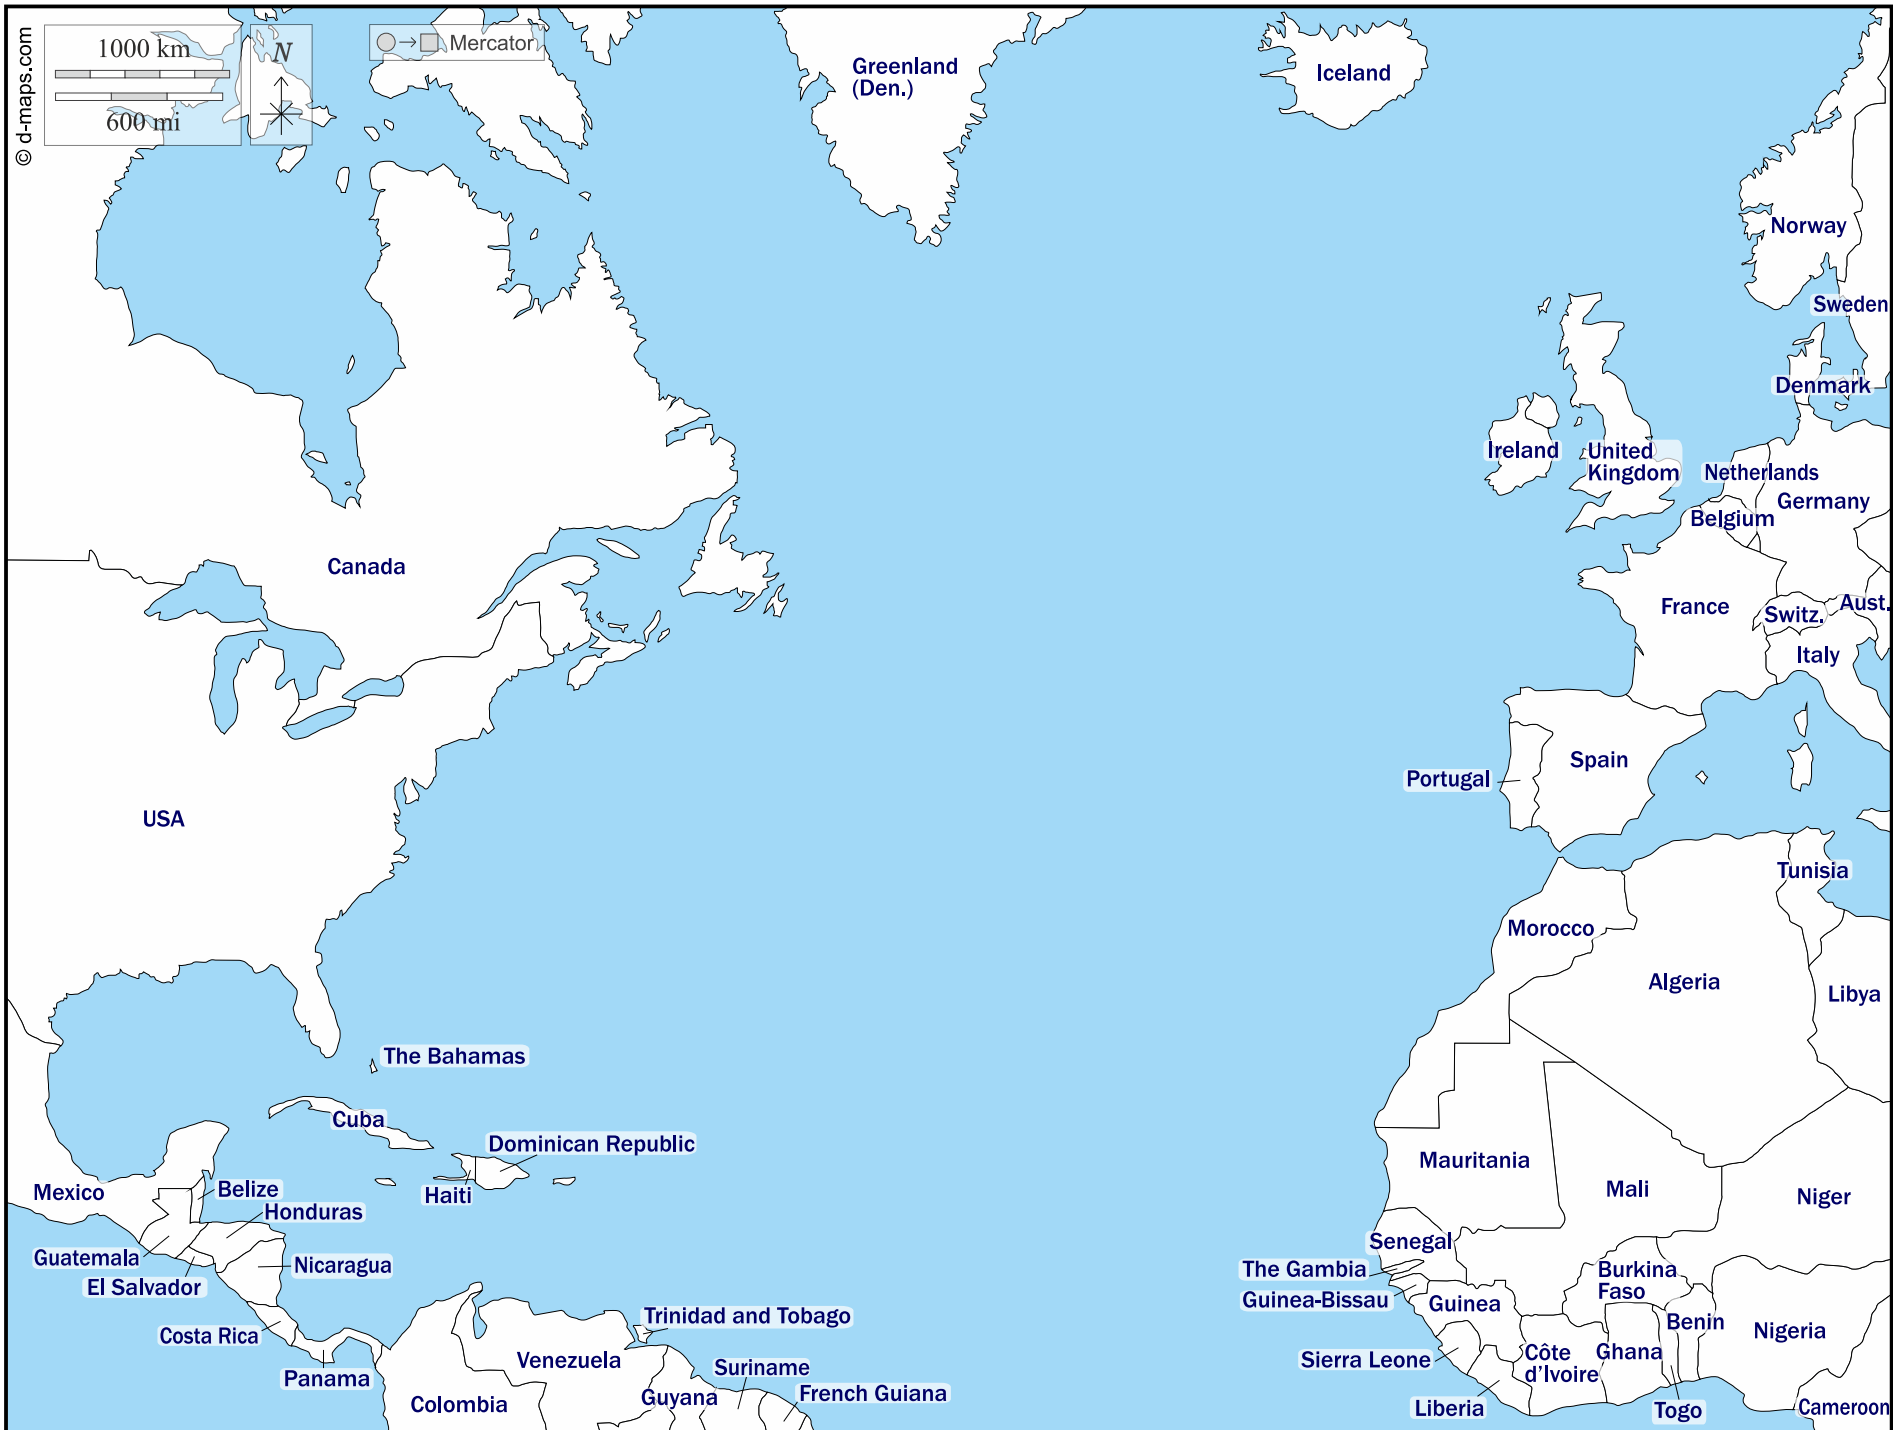 © d-maps.com
1000 km
600 mi
N
Mercator
Greenland
(Den.)
Iceland
Norway
Sweden
Denmark
Ireland
United
Kingdom
Netherlands
Germany
Belgium
Canada
France
Switz.
Aust.
Italy
Spain
Portugal
USA
Tunisia
Morocco
Algeria
Libya
The Bahamas
Cuba
Dominican Republic
Haiti
Mauritania
Mali
Niger
Mexico
Belize
Honduras
Guatemala
El Salvador
Nicaragua
Senegal
The Gambia
Guinea-Bissau
Guinea
Burkina
Faso
Benin
Nigeria
Costa Rica
Panama
Trinidad and Tobago
Venezuela
Suriname
Colombia
Guyana
French Guiana
Sierra Leone
Liberia
Côte
d'Ivoire
Ghana
Togo
Cameroon